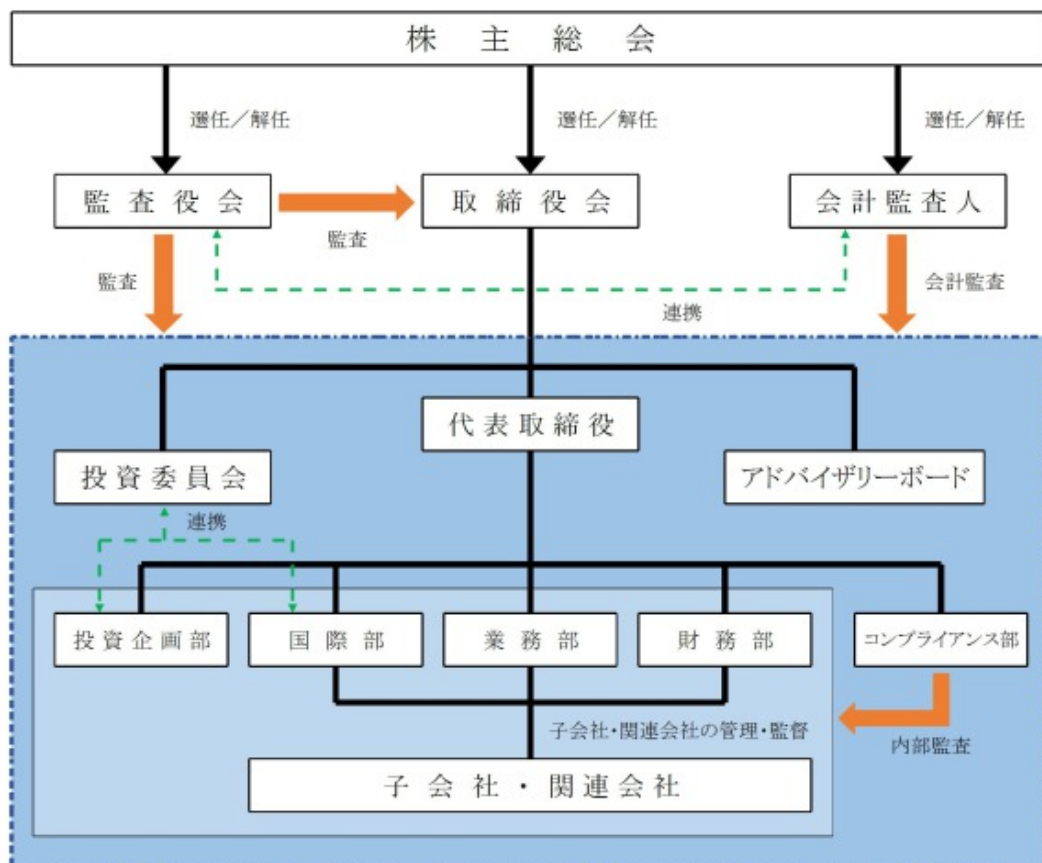 株主総会
選任／解任
選任／解任
選任／解任
監査役会
取締役会
会計監査人
監査
監査
会計監査
連携
代表取締役
投資委員会
アドバイザリーボード
連携
投資企画部
国際部
業務部
財務部
コンプライアンス部
子会社・関連会社の管理・監督
内部監査
子会社・関連会社